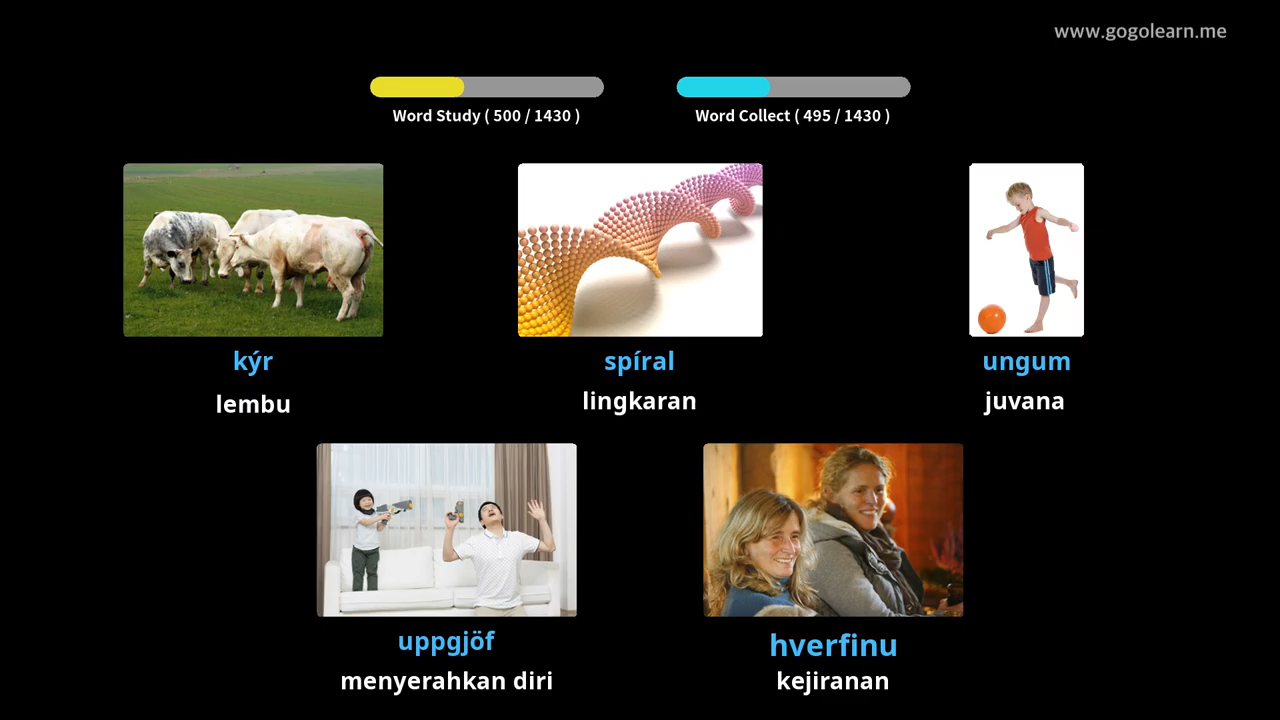 www.gogolearn.me
Word Study ( 500 / 1430 )
Word Collect ( 495 / 1430 )
kýr
lembu
spíral
lingkaran
ungum
juvana
uppgjöf
menyerahkan diri
hverfinu
kejiranan